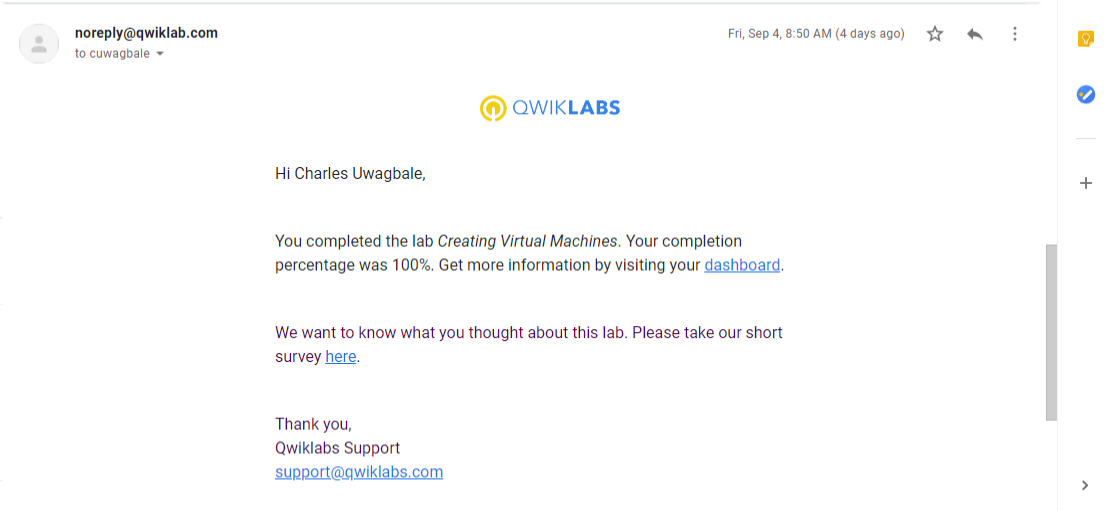 noreply@qwiklab.com
Fri, Sep 4, 8:50 AM (4 days ago)
to cuwagbale
QWIKLABS
Hi Charles Uwagbale,
You completed the lab Creating Virtual Machines. Your completion
percentage was 100%. Get more information by visiting your dashboard.
We want to know what you thought about this lab. Please take our short
survey here.
Thank you,
Qwiklabs Support
support@qwiklabs.com